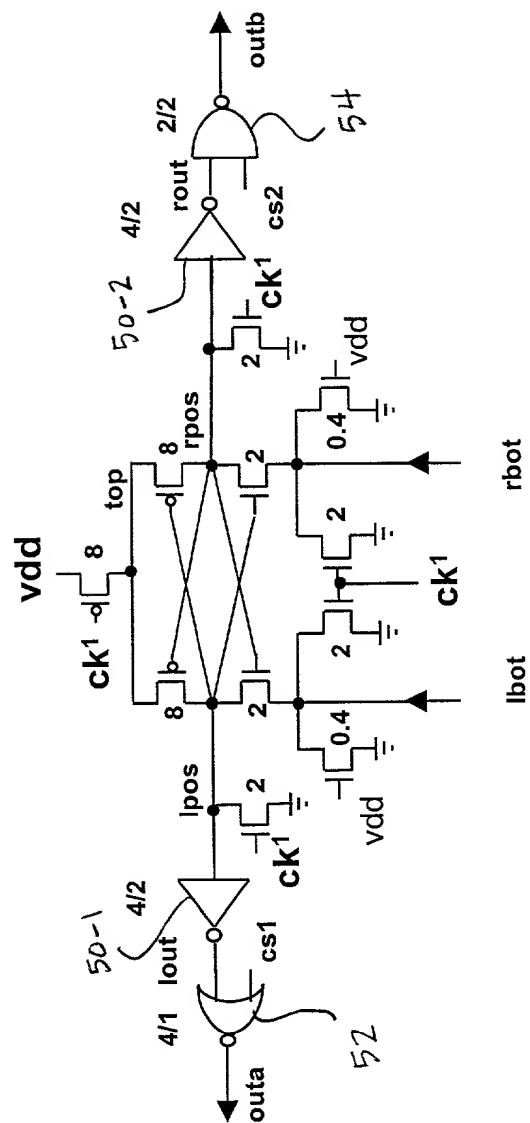 vdd
ck¹
8
top
50-1
50-2
4/1
lout
4/2
lpos
8
8
rpos
4/2
rout
2/2
outa
52
cs1
ck¹
2
2
2
2
ck¹
cs2
54
outb
vdd
0.4
2
2
0.4
vdd
lbot
ck¹
rbot